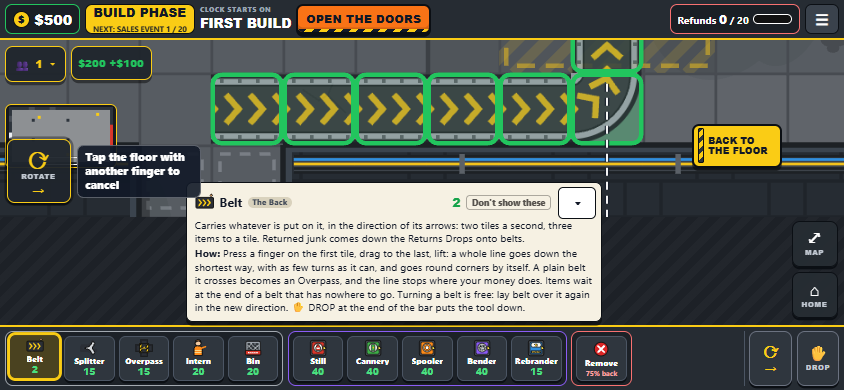 $ $500
BUILD PHASE
NEXT: SALES EVENT 1 / 20
CLOCK STARTS ON
FIRST BUILD
OPEN THE DOORS
Refunds 0 / 20
1
$200 +$100
ROTATE
→
Tap the floor with
another finger to
cancel
BACK TO
THE FLOOR
Belt The Back 2 Don't show these
Carries whatever is put on it, in the direction of its arrows: two tiles a second, three
items to a tile. Returned junk comes down the Returns Drops onto belts.
How: Press a finger on the first tile, drag to the last, lift: a whole line goes down the
shortest way, with as few turns as it can, and goes round corners by itself. A plain belt
it crosses becomes an Overpass, and the line stops where your money does. Items wait
at the end of a belt that has nowhere to go. Turning a belt is free: lay belt over it again
in the new direction. ✋ DROP at the end of the bar puts the tool down.
MAP
HOME
Belt
2
Splitter
15
Overpass
15
Intern
20
Bin
20
Still
40
Cannery
40
Spooler
40
Bender
40
Rebrander
15
Remove
75% back
→
DROP